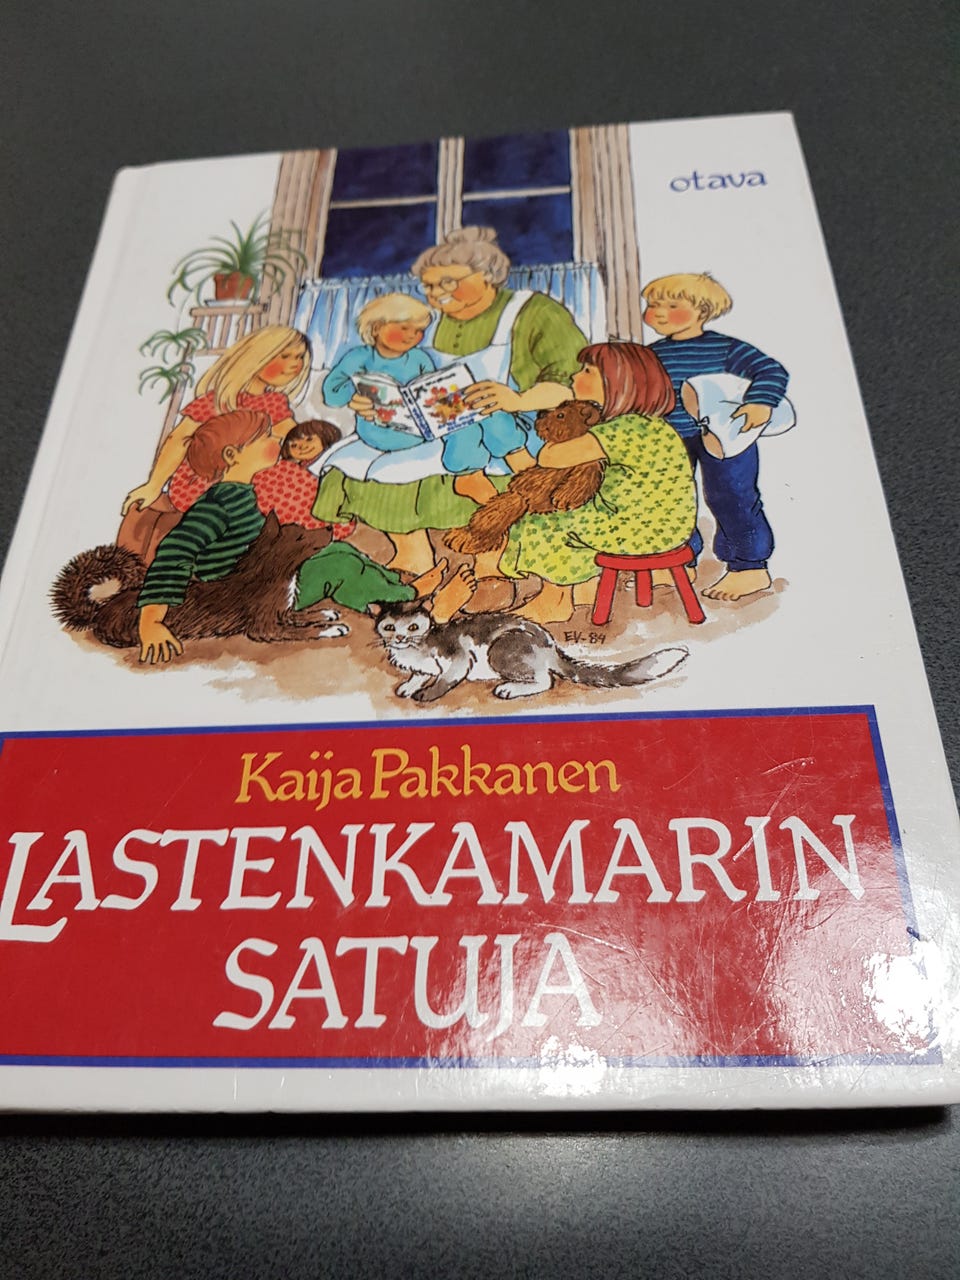 otava
EV-84
Kaija Pakkanen
LASTENKAMARIN
SATUJA